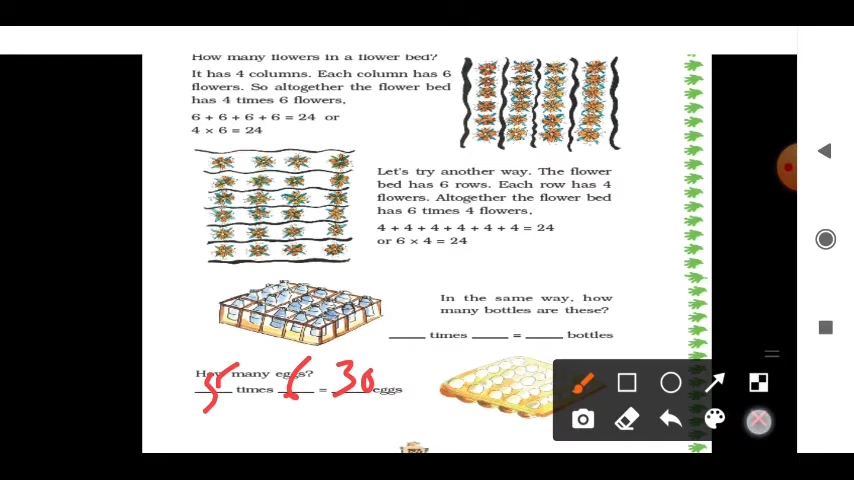 How many flowers in a flower bed?
It has 4 columns. Each column has 6
flowers. So altogether the flower bed
has 4 times 6 flowers,
6 + 6 + 6 + 6 = 24 or
4 × 6 = 24
Let's try another way. The flower
bed has 6 rows. Each row has 4
flowers. Altogether the flower bed
has 6 times 4 flowers,
4 + 4 + 4 + 4 + 4 + 4 = 24
or 6 × 4 = 24
In the same way, how
many bottles are these?
____ times ____ = ____ bottles
How many eggs?
5 times 6 = 30 eggs